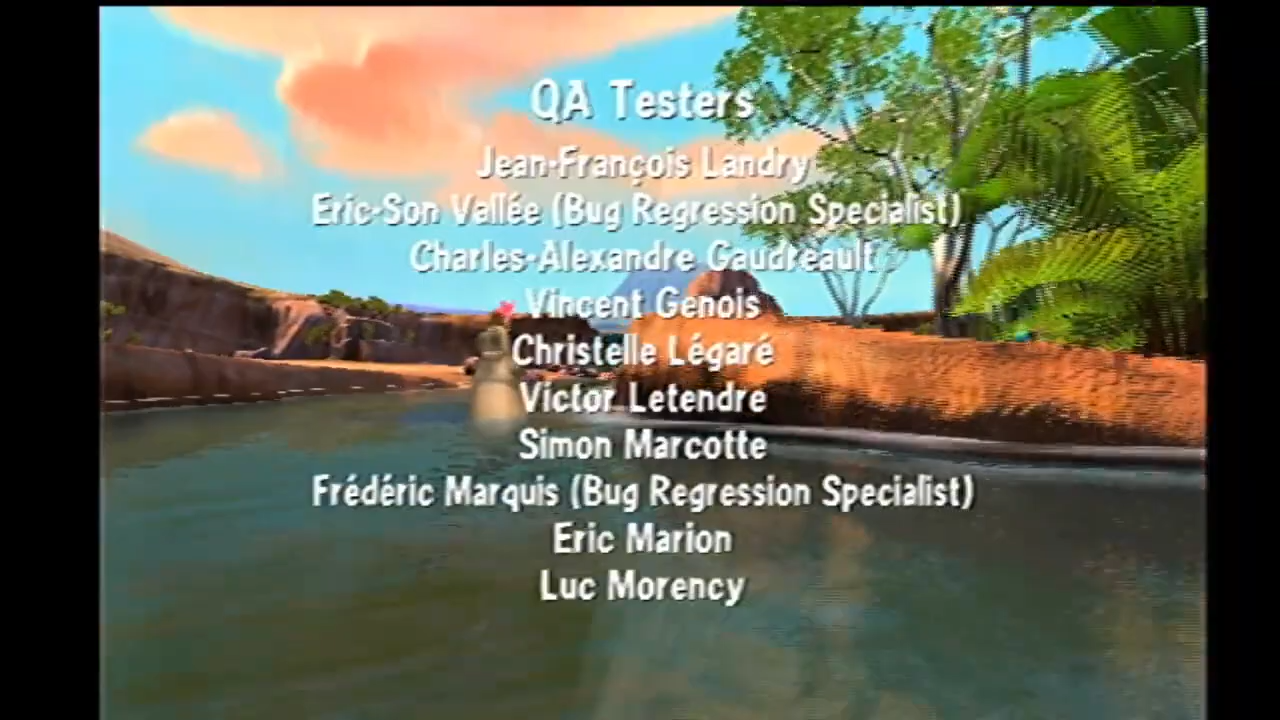 QA Testers
Jean-François Landry
Eric-Son Vallée (Bug Regression Specialist)
Charles-Alexandre Gaudreault
Vincent Genois
Christelle Légaré
Victor Letendre
Simon Marcotte
Frédéric Marquis (Bug Regression Specialist)
Eric Marion
Luc Morency